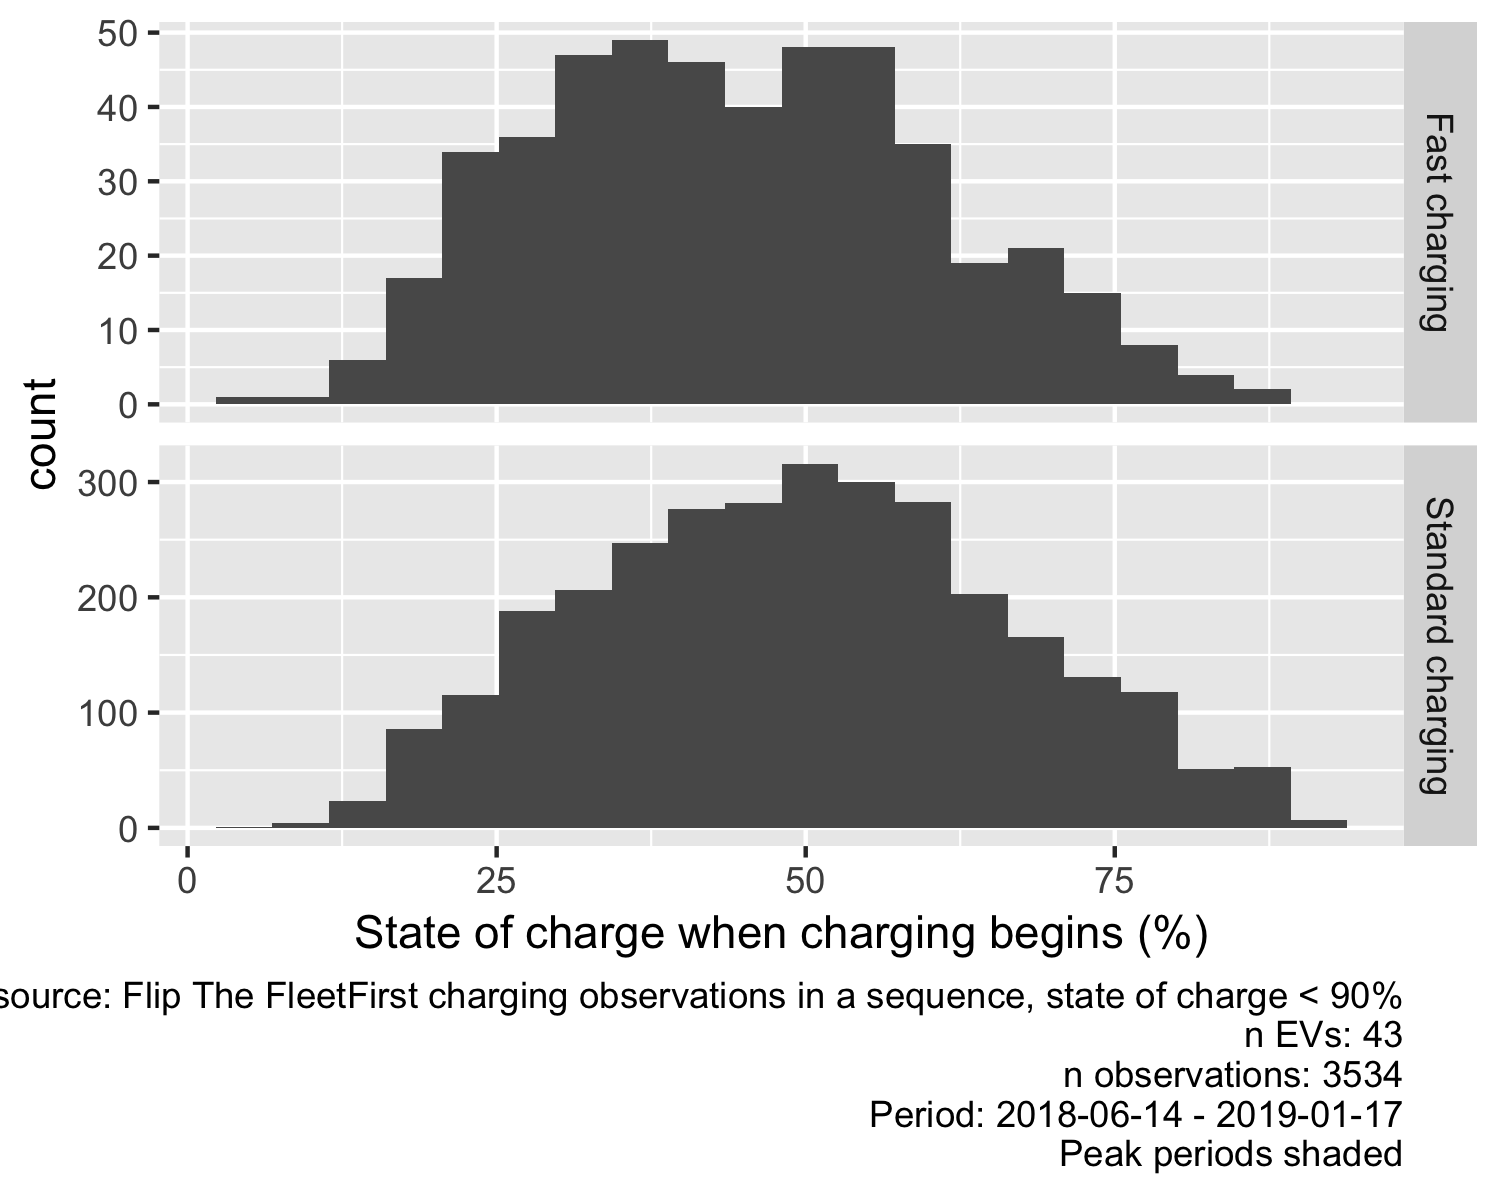 50
40
30
20
10
0
Fast charging
count
300
200
100
0
Standard charging
0 25 50 75
State of charge when charging begins (%)
source: Flip The FleetFirst charging observations in a sequence, state of charge < 90%
n EVs: 43
n observations: 3534
Period: 2018-06-14 - 2019-01-17
Peak periods shaded